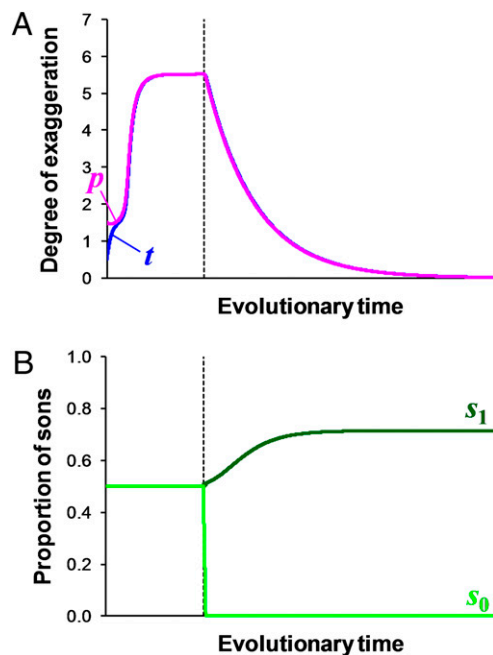 A
Degree of exaggeration
7
6
5
4
3
2
1
0
p
t
Evolutionary time
B
Proportion of sons
1.0
0.8
0.6
0.4
0.2
0.0
s1
s0
Evolutionary time